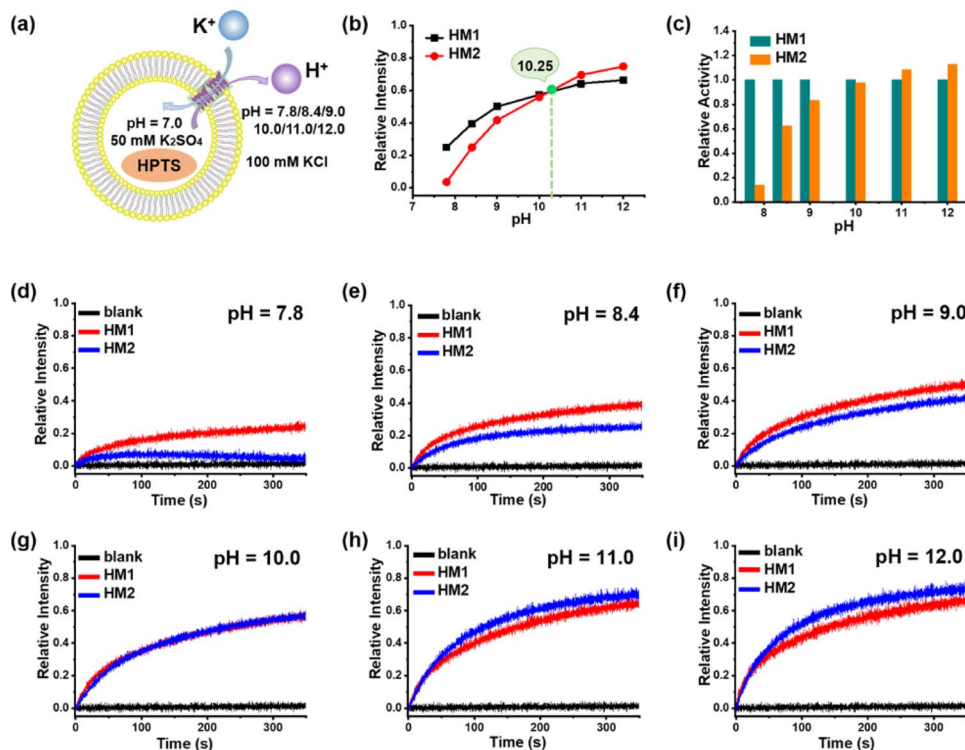 (a)
K⁺
H⁺
pH = 7.0
50 mM K₂SO₄
HPTS
pH = 7.8/8.4/9.0
10.0/11.0/12.0
100 mM KCl
(b)
Relative Intensity
1.0
0.8
0.6
0.4
0.2
0.0
HM1
HM2
10.25
7 8 9 10 11 12
pH
(c)
Relative Activity
1.4
1.2
1.0
0.8
0.6
0.4
0.2
0.0
HM1
HM2
8 9 10 11 12
pH
(d)
Relative Intensity
1.0
0.8
0.6
0.4
0.2
0.0
blank
HM1
HM2
pH = 7.8
0 100 200 300
Time (s)
(e)
Relative Intensity
1.0
0.8
0.6
0.4
0.2
0.0
blank
HM1
HM2
pH = 8.4
0 100 200 300
Time (s)
(f)
Relative Intensity
1.0
0.8
0.6
0.4
0.2
0.0
blank
HM1
HM2
pH = 9.0
0 100 200 300
Time (s)
(g)
Relative Intensity
1.0
0.8
0.6
0.4
0.2
0.0
blank
HM1
HM2
pH = 10.0
0 100 200 300
Time (s)
(h)
Relative Intensity
1.0
0.8
0.6
0.4
0.2
0.0
blank
HM1
HM2
pH = 11.0
0 100 200 300
Time (s)
(i)
Relative Intensity
1.0
0.8
0.6
0.4
0.2
0.0
blank
HM1
HM2
pH = 12.0
0 100 200 300
Time (s)